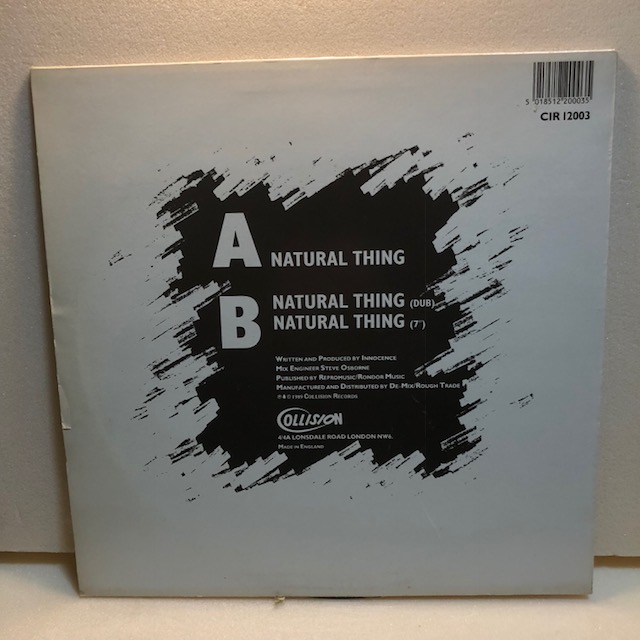 5 018512 200035
CIR 12003
A NATURAL THING
B NATURAL THING (DUB)
NATURAL THING (7")
WRITTEN AND PRODUCED BY INNOCENCE
MIX ENGINEER STEVE OSBORNE
PUBLISHED BY REPROMUSIC/RONDOR MUSIC
MANUFACTURED AND DISTRIBUTED BY DE-MIX/ROUGH TRADE
℗ & © 1989 COLLISION RECORDS
COLLISION
4/4A LONSDALE ROAD LONDON NW6.
MADE IN ENGLAND